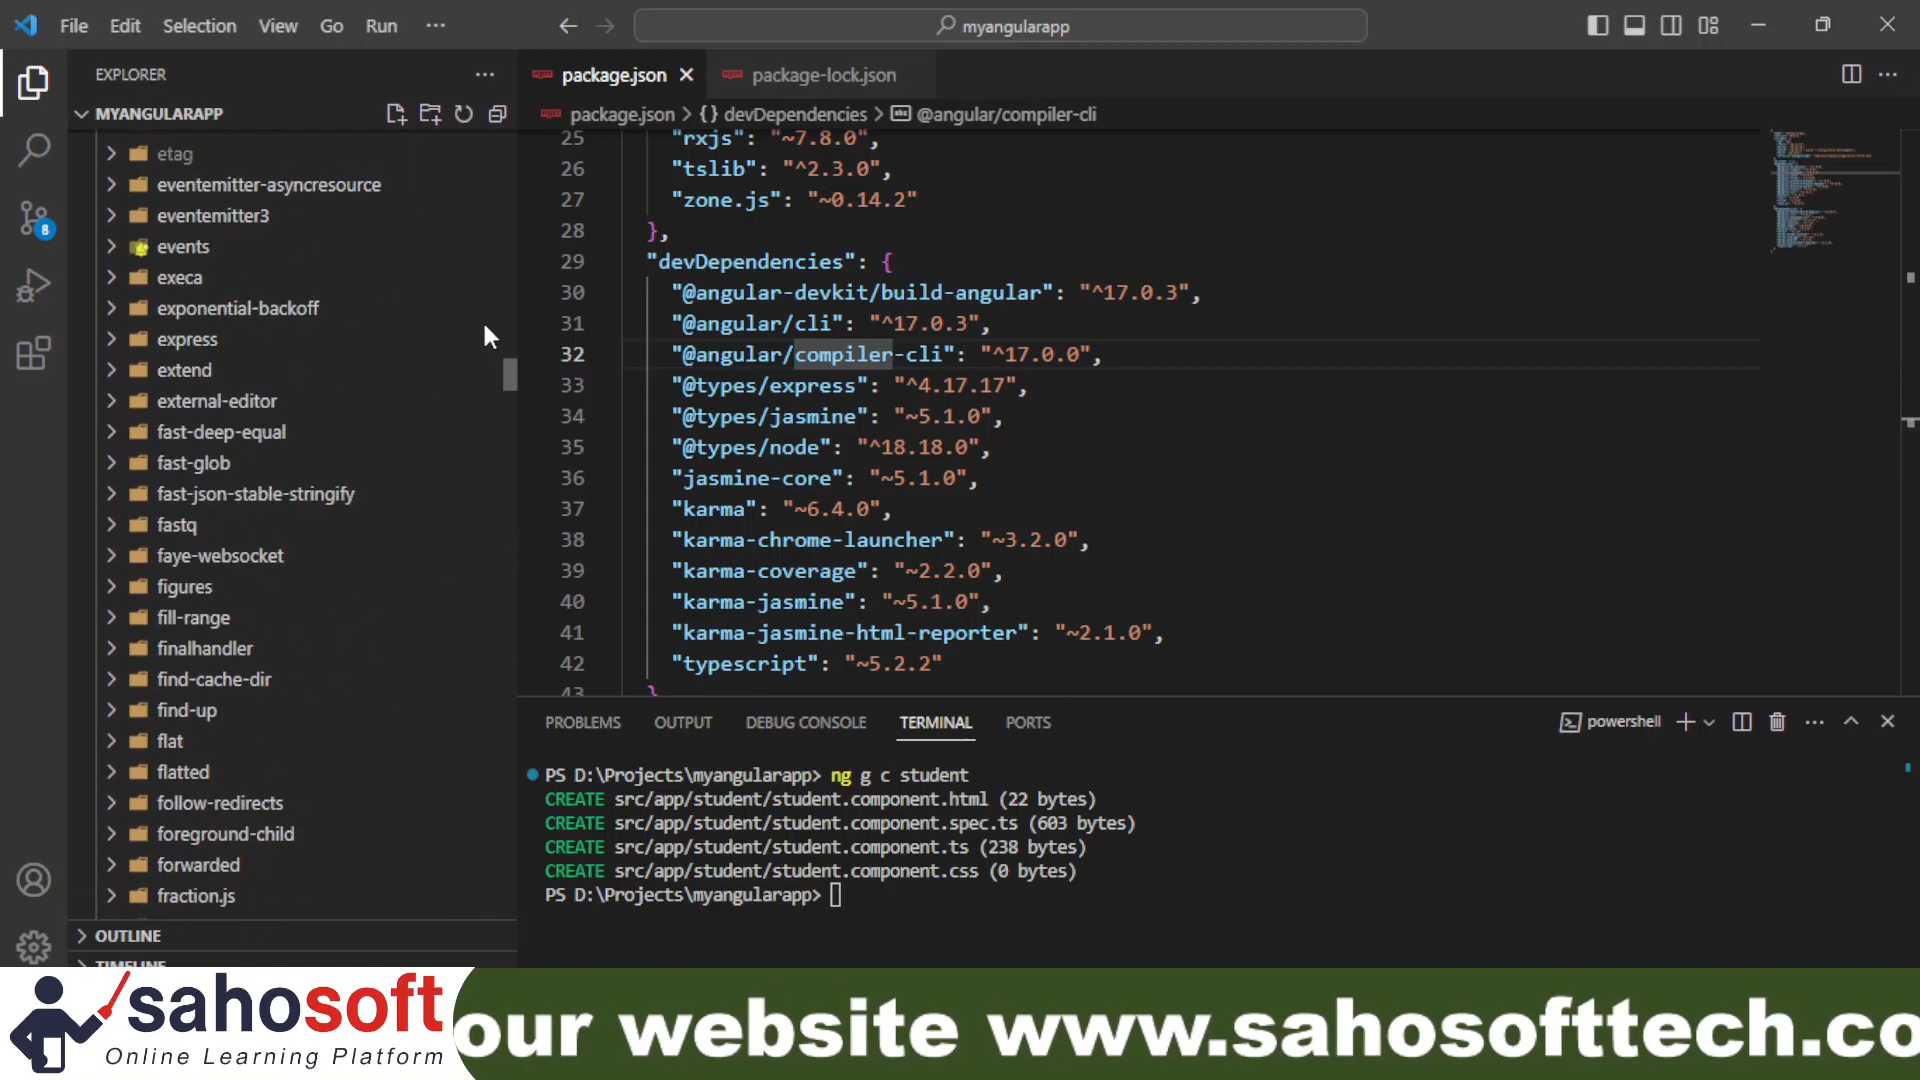 File Edit Selection View Go Run ···
myangularapp
EXPLORER
MYANGULARAPP
etag
eventemitter-asyncresource
eventemitter3
events
execa
exponential-backoff
express
extend
external-editor
fast-deep-equal
fast-glob
fast-json-stable-stringify
fastq
faye-websocket
figures
fill-range
finalhandler
find-cache-dir
find-up
flat
flatted
follow-redirects
foreground-child
forwarded
fraction.js
OUTLINE
TIMELINE
8
package.json package-lock.json
package.json > {} devDependencies > @angular/compiler-cli
25 "rxjs": "~7.8.0",
26 "tslib": "^2.3.0",
27 "zone.js": "~0.14.2"
28 },
29 "devDependencies": {
30 "@angular-devkit/build-angular": "^17.0.3",
31 "@angular/cli": "^17.0.3",
32 "@angular/compiler-cli": "^17.0.0",
33 "@types/express": "^4.17.17",
34 "@types/jasmine": "~5.1.0",
35 "@types/node": "^18.18.0",
36 "jasmine-core": "~5.1.0",
37 "karma": "~6.4.0",
38 "karma-chrome-launcher": "~3.2.0",
39 "karma-coverage": "~2.2.0",
40 "karma-jasmine": "~5.1.0",
41 "karma-jasmine-html-reporter": "~2.1.0",
42 "typescript": "~5.2.2"
43 }
PROBLEMS OUTPUT DEBUG CONSOLE TERMINAL PORTS
powershell
PS D:\Projects\myangularapp> ng g c student
CREATE src/app/student/student.component.html (22 bytes)
CREATE src/app/student/student.component.spec.ts (603 bytes)
CREATE src/app/student/student.component.ts (238 bytes)
CREATE src/app/student/student.component.css (0 bytes)
PS D:\Projects\myangularapp>
sahosoft
Online Learning Platform
our website www.sahosofttech.co